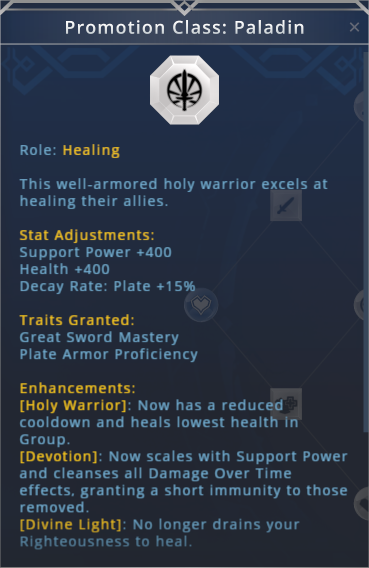 Promotion Class: Paladin
Role: Healing
This well-armored holy warrior excels at
healing their allies.
Stat Adjustments:
Support Power +400
Health +400
Decay Rate: Plate +15%
Traits Granted:
Great Sword Mastery
Plate Armor Proficiency
Enhancements:
[Holy Warrior]: Now has a reduced
cooldown and heals lowest health in
Group.
[Devotion]: Now scales with Support Power
and cleanses all Damage Over Time
effects, granting a short immunity to those
removed.
[Divine Light]: No longer drains your
Righteousness to heal.